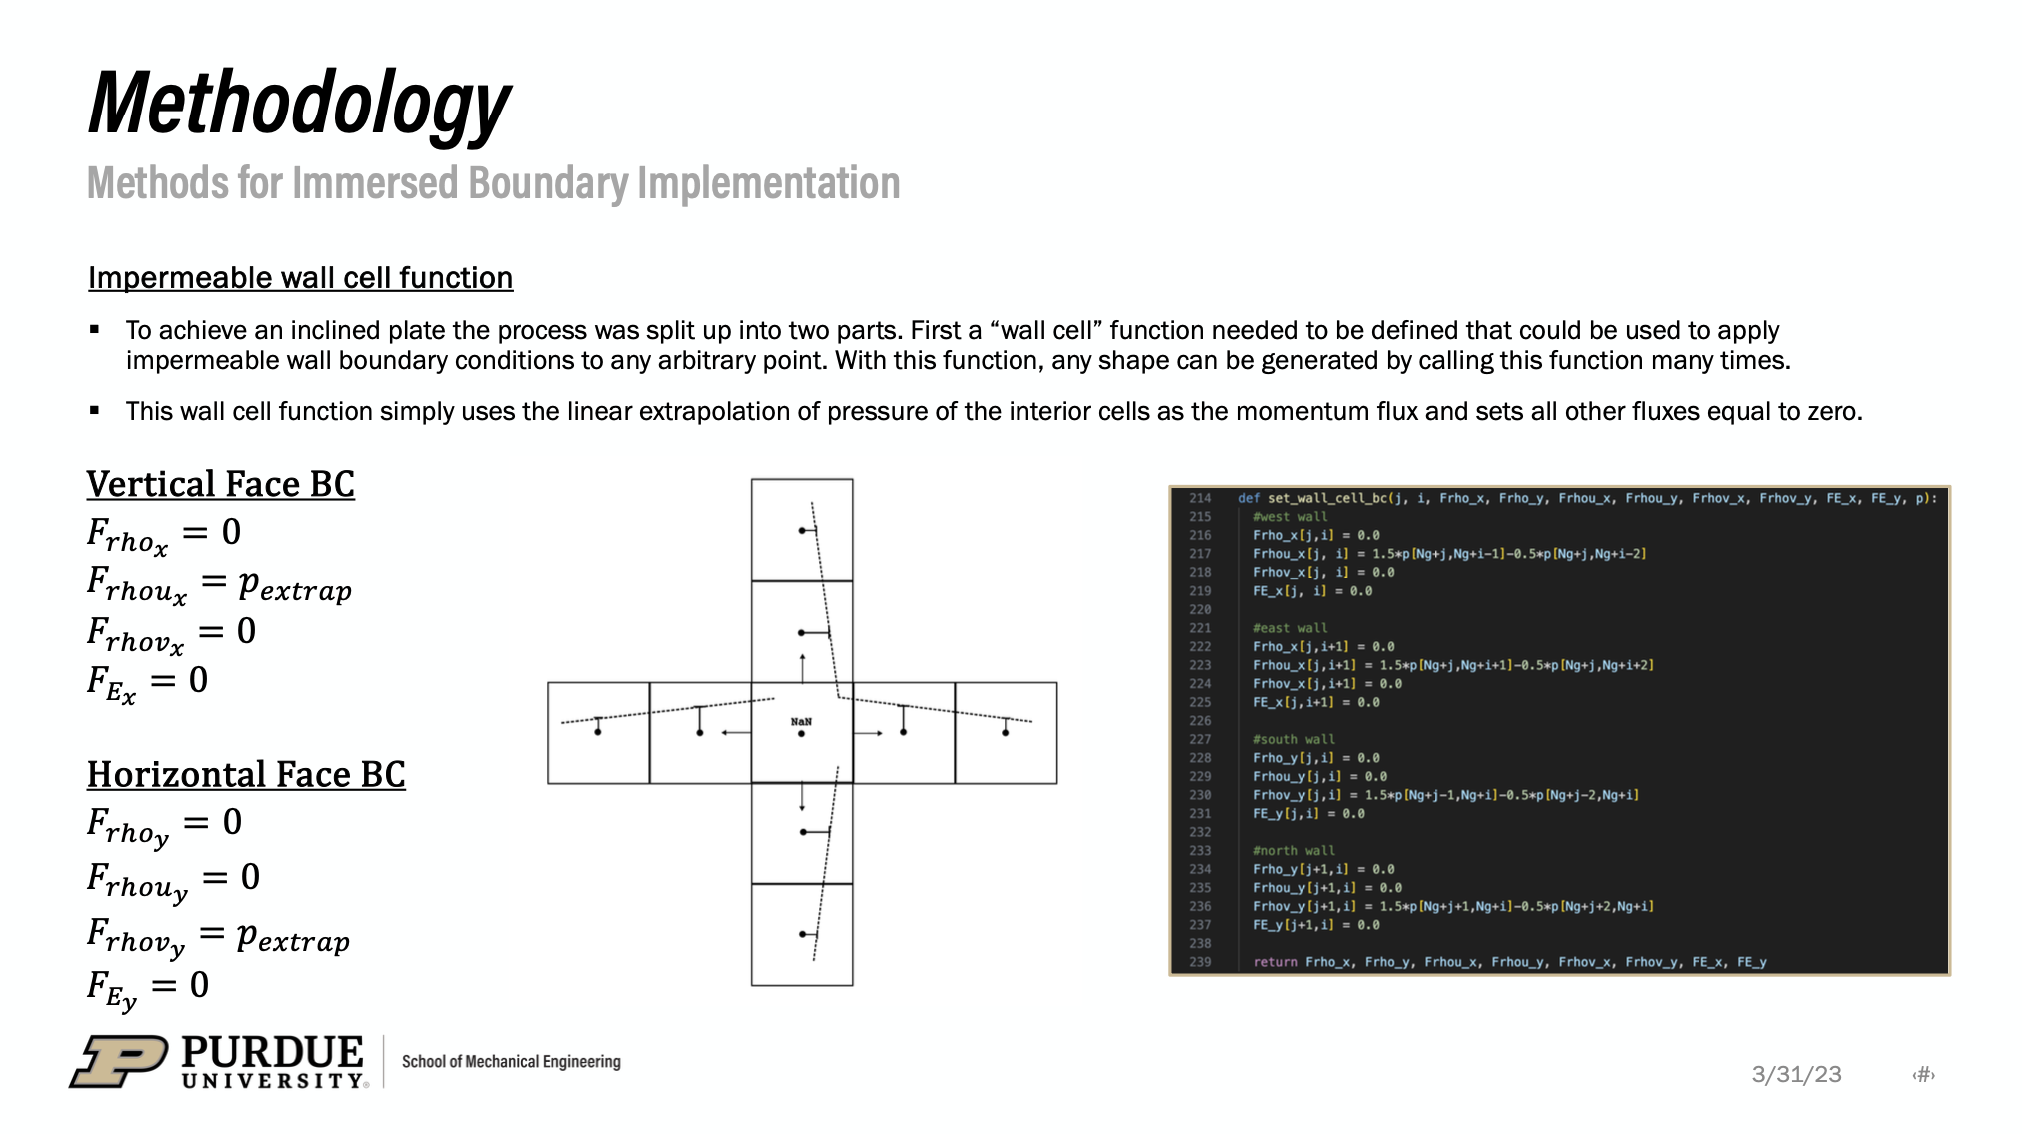 Methodology
Methods for Immersed Boundary Implementation
Impermeable wall cell function
▪ To achieve an inclined plate the process was split up into two parts. First a “wall cell” function needed to be defined that could be used to apply
impermeable wall boundary conditions to any arbitrary point. With this function, any shape can be generated by calling this function many times.
▪ This wall cell function simply uses the linear extrapolation of pressure of the interior cells as the momentum flux and sets all other fluxes equal to zero.
Vertical Face BC
F_{rho_x} = 0
F_{rhou_x} = p_{extrap}
F_{rhov_x} = 0
F_{E_x} = 0
Horizontal Face BC
F_{rho_y} = 0
F_{rhou_y} = 0
F_{rhov_y} = p_{extrap}
F_{E_y} = 0
NaN
214 def set_wall_cell_bc(j, i, Frho_x, Frho_y, Frhou_x, Frhou_y, Frhov_x, Frhov_y, FE_x, FE_y, p):
215 #west wall
216 Frho_x[j,i] = 0.0
217 Frhou_x[j, i] = 1.5*p[Ng+j,Ng+i-1]-0.5*p[Ng+j,Ng+i-2]
218 Frhov_x[j, i] = 0.0
219 FE_x[j, i] = 0.0
220
221 #east wall
222 Frho_x[j,i+1] = 0.0
223 Frhou_x[j,i+1] = 1.5*p[Ng+j,Ng+i+1]-0.5*p[Ng+j,Ng+i+2]
224 Frhov_x[j,i+1] = 0.0
225 FE_x[j,i+1] = 0.0
226
227 #south wall
228 Frho_y[j,i] = 0.0
229 Frhou_y[j,i] = 0.0
230 Frhov_y[j,i] = 1.5*p[Ng+j-1,Ng+i]-0.5*p[Ng+j-2,Ng+i]
231 FE_y[j,i] = 0.0
232
233 #north wall
234 Frho_y[j+1,i] = 0.0
235 Frhou_y[j+1,i] = 0.0
236 Frhov_y[j+1,i] = 1.5*p[Ng+j+1,Ng+i]-0.5*p[Ng+j+2,Ng+i]
237 FE_y[j+1,i] = 0.0
238
239 return Frho_x, Frho_y, Frhou_x, Frhou_y, Frhov_x, Frhov_y, FE_x, FE_y
P
PURDUE
UNIVERSITY®
School of Mechanical Engineering
3/31/23
‹#›